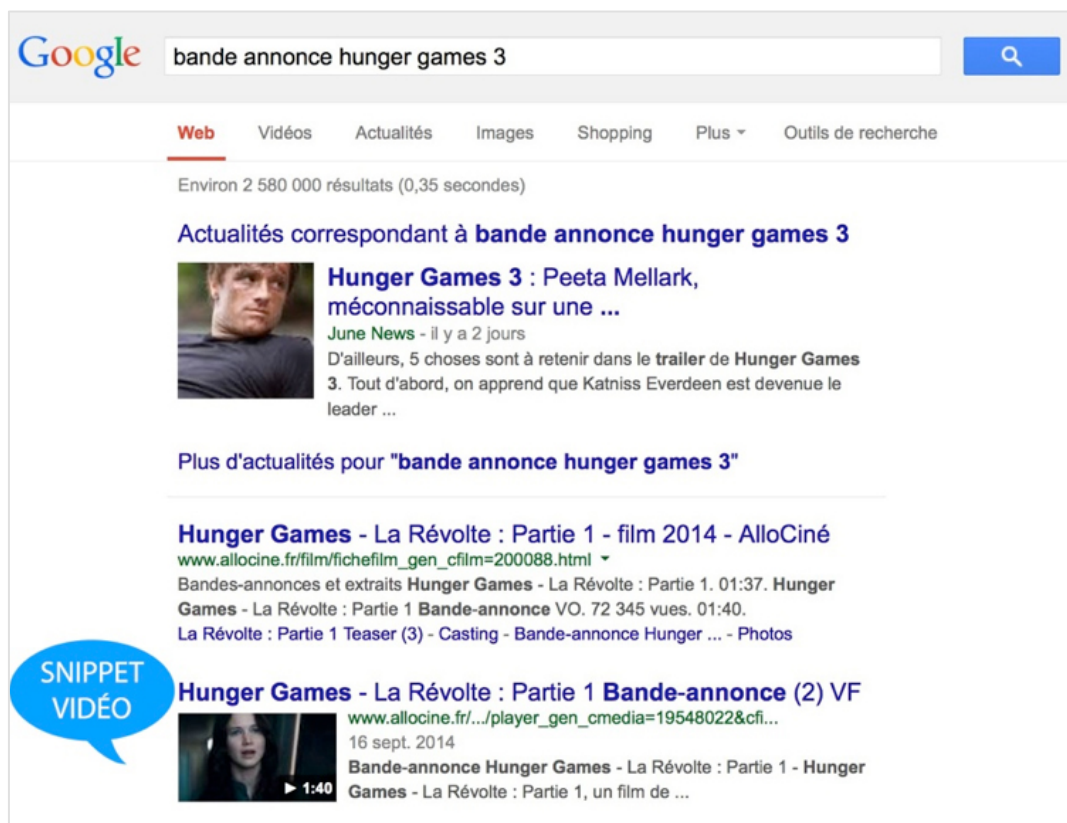 Google
bande annonce hunger games 3
Web Vidéos Actualités Images Shopping Plus Outils de recherche
Environ 2 580 000 résultats (0,35 secondes)
Actualités correspondant à bande annonce hunger games 3
Hunger Games 3 : Peeta Mellark,
méconnaissable sur une ...
June News - il y a 2 jours
D'ailleurs, 5 choses sont à retenir dans le trailer de Hunger Games
3. Tout d'abord, on apprend que Katniss Everdeen est devenue le
leader ...
Plus d'actualités pour "bande annonce hunger games 3"
Hunger Games - La Révolte : Partie 1 - film 2014 - AlloCiné
www.allocine.fr/film/fichefilm_gen_cfilm=200088.html
Bandes-annonces et extraits Hunger Games - La Révolte : Partie 1. 01:37. Hunger
Games - La Révolte : Partie 1 Bande-annonce VO. 72 345 vues. 01:40.
La Révolte : Partie 1 Teaser (3) - Casting - Bande-annonce Hunger ... - Photos
SNIPPET
VIDÉO
Hunger Games - La Révolte : Partie 1 Bande-annonce (2) VF
www.allocine.fr/.../player_gen_cmedia=19548022&cfi...
16 sept. 2014
Bande-annonce Hunger Games - La Révolte : Partie 1 - Hunger
Games - La Révolte : Partie 1, un film de ...
1:40